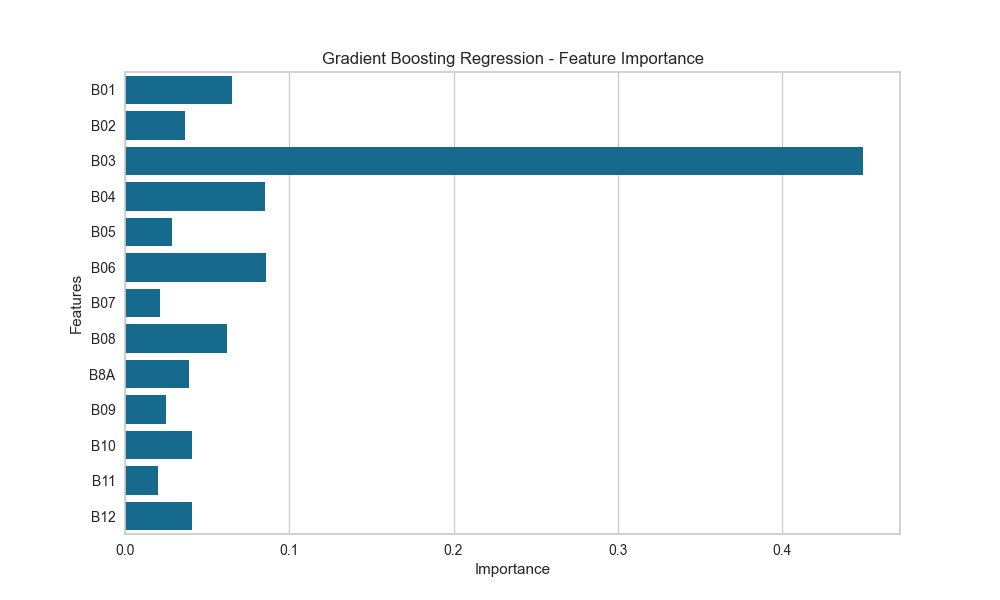 Gradient Boosting Regression - Feature Importance
B01
B02
B03
B04
B05
B06
B07
B08
B8A
B09
B10
B11
B12
Features
0.0 0.1 0.2 0.3 0.4
Importance